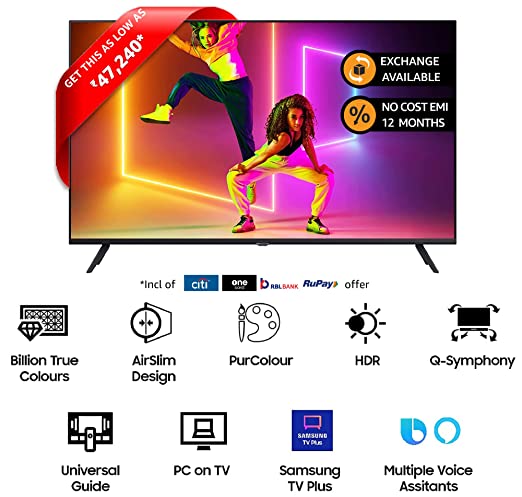 GET THIS AS LOW AS
₹47,240*
EXCHANGE
AVAILABLE
%
NO COST EMI
12 MONTHS
*Incl of citi one RBLBANK RuPay offer
Billion True
Colours
AirSlim
Design
PurColour
HDR
Q-Symphony
Universal
Guide
PC on TV
SAMSUNG
TV Plus
Samsung
TV Plus
Multiple Voice
Assitants